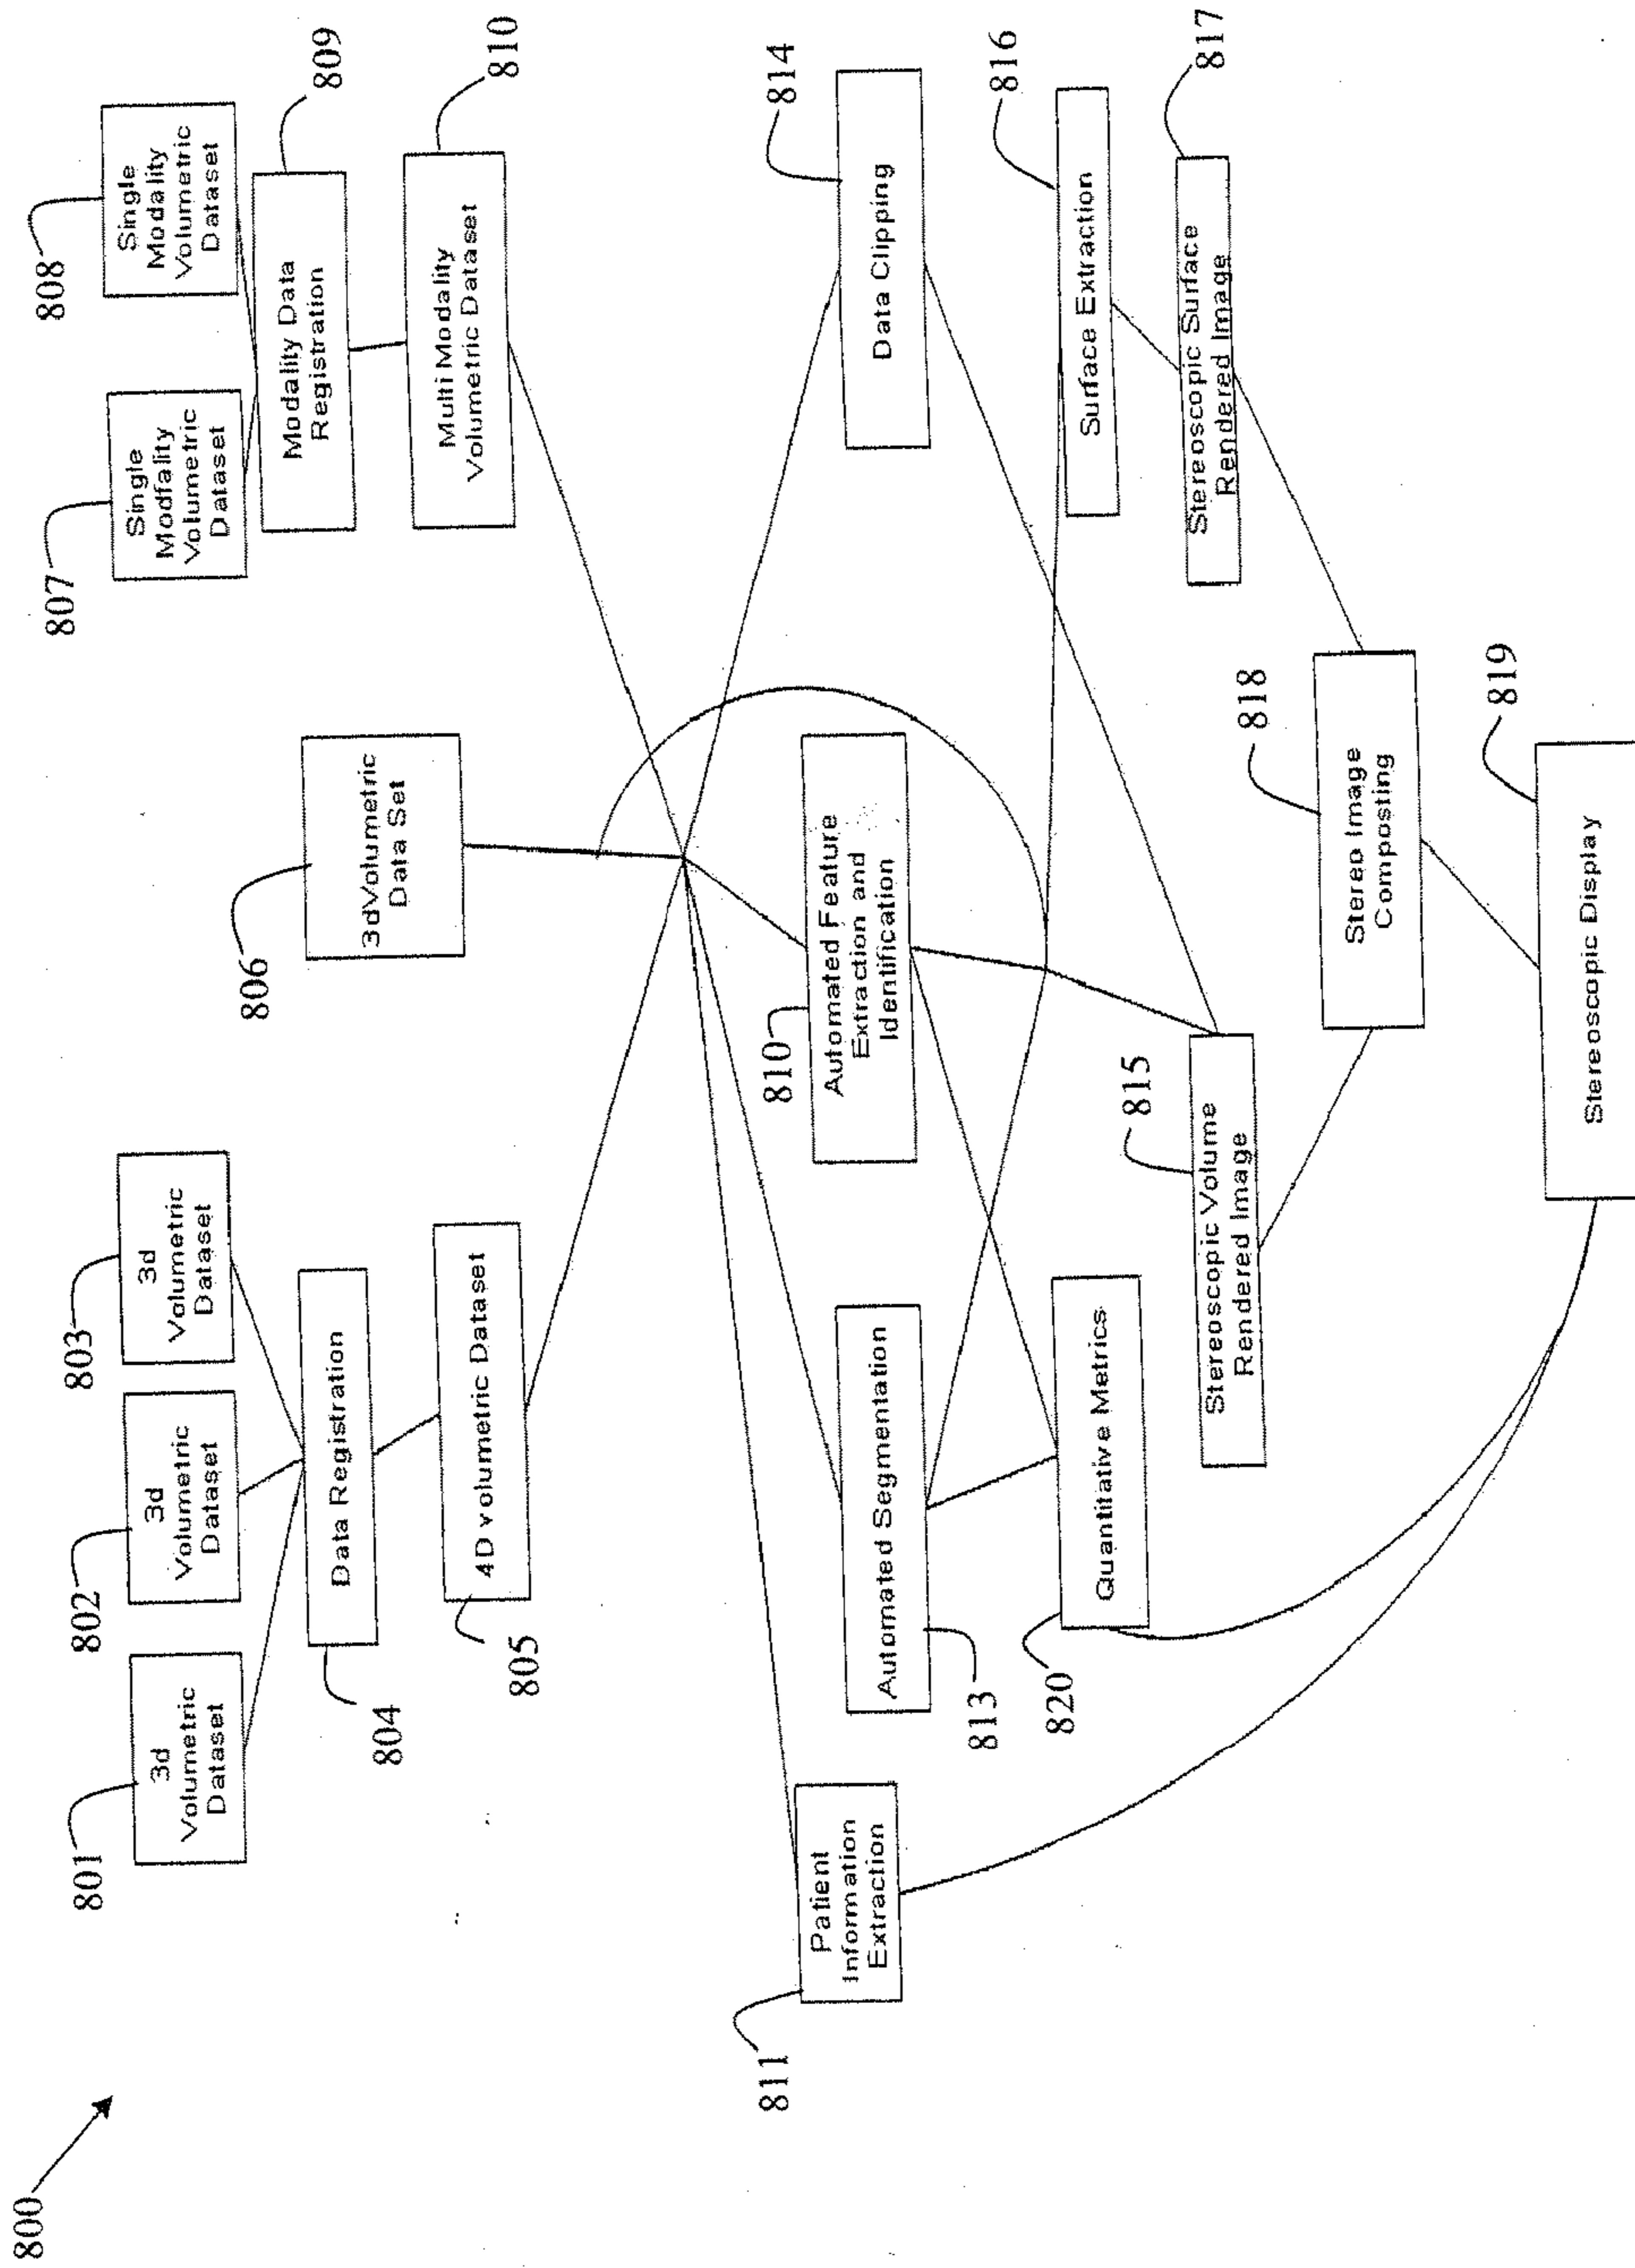 800
801
3d
Volumetric
Dataset
802
3d
Volumetric
Dataset
803
3d
Volumetric
Dataset
804
Data Registration
805
4D volumetric Dataset
806
3dVolumetric
Data Set
807
Single
Modfality
Volumetric
Dataset
808
Single
Modality
Volumetric
Dataset
809
Modality Data
Registration
810
Multi Modality
Volumetric Dataset
811
Patient
Information
Extraction
813
Automated Segmentation
810
Automated Feature
Extraction and
Identification
814
Data Clipping
820
Quantitative Metrics
815
Stereoscopic Volume
Rendered Image
816
Surface Extraction
817
Stereoscopic Surface
Rendered Image
818
Stereo Image
Composting
819
Stereoscopic Display